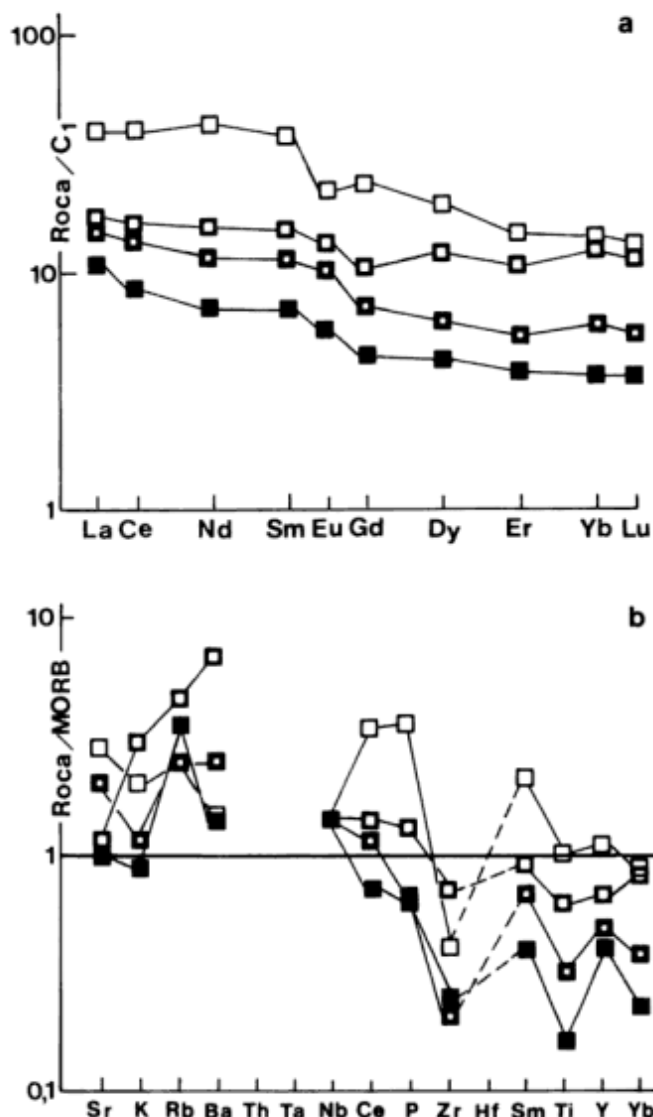 a
100
10
1
Roca/C1
La Ce Nd Sm Eu Gd Dy Er Yb Lu
b
10
1
0,1
Roca/MORB
Sr K Rb Ba Th Ta Nb Ce P Zr Hf Sm Ti Y Yb